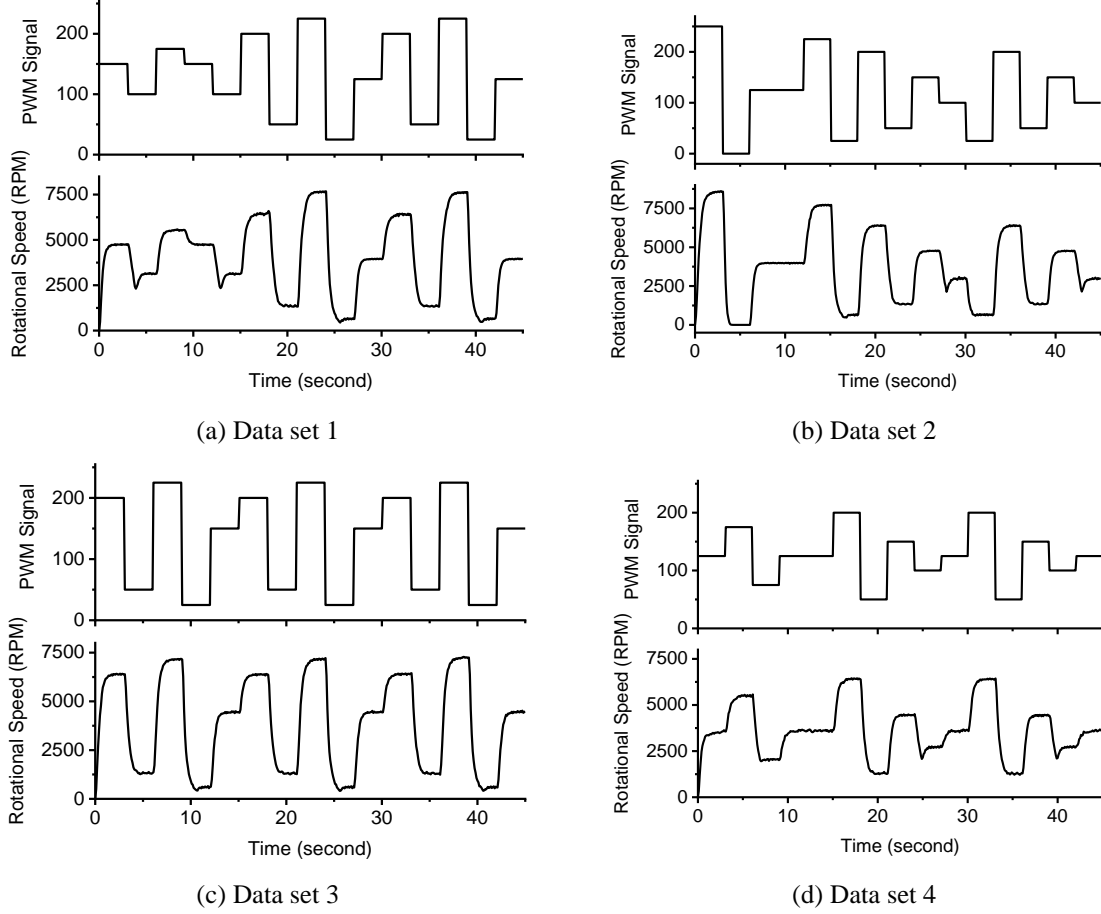 PWM Signal
200
100
0
Rotational Speed (RPM)
7500
5000
2500
0
0 10 20 30 40
Time (second)
(a) Data set 1
PWM Signal
200
100
0
Rotational Speed (RPM)
7500
5000
2500
0
0 10 20 30 40
Time (second)
(b) Data set 2
PWM Signal
200
100
0
Rotational Speed (RPM)
7500
5000
2500
0
0 10 20 30 40
Time (second)
(c) Data set 3
PWM Signal
200
100
0
Rotational Speed (RPM)
7500
5000
2500
0
0 10 20 30 40
Time (second)
(d) Data set 4